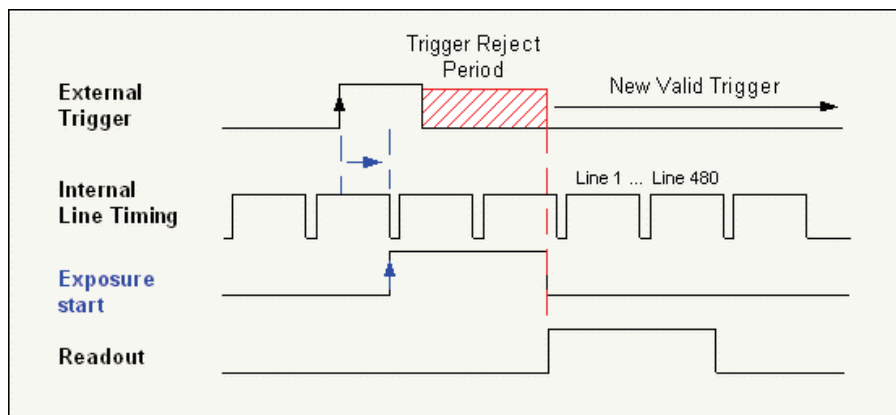 Trigger Reject
Period
External
Trigger
New Valid Trigger
Internal
Line Timing
Line 1 ... Line 480
Exposure
start
Readout